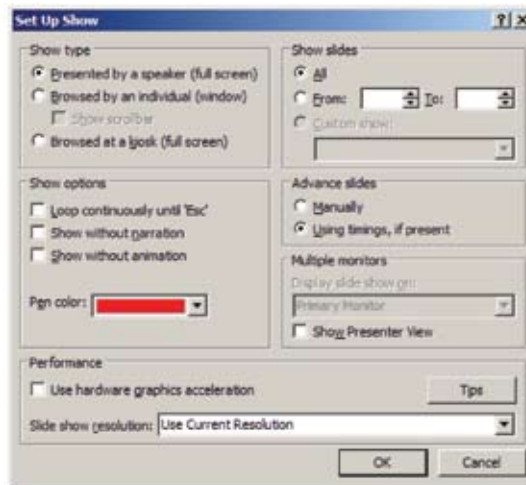 Set Up Show
Show type
Presented by a speaker (full screen)
Browsed by an individual (window)
Show scrollbar
Browsed at a kiosk (full screen)
Show slides
All
From: To:
Custom show:
Show options
Loop continuously until 'Esc'
Show without narration
Show without animation
Pen color:
Advance slides
Manually
Using timings, if present
Multiple monitors
Display slide show on:
Primary Monitor
Show Presenter View
Performance
Use hardware graphics acceleration
Tips
Slide show resolution: Use Current Resolution
OK Cancel